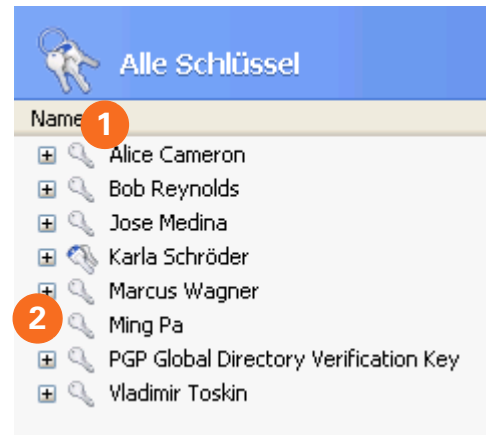 Alle Schlüssel
Name
1
Alice Cameron
Bob Reynolds
Jose Medina
Karla Schröder
Marcus Wagner
2
Ming Pa
PGP Global Directory Verification Key
Vladimir Toskin